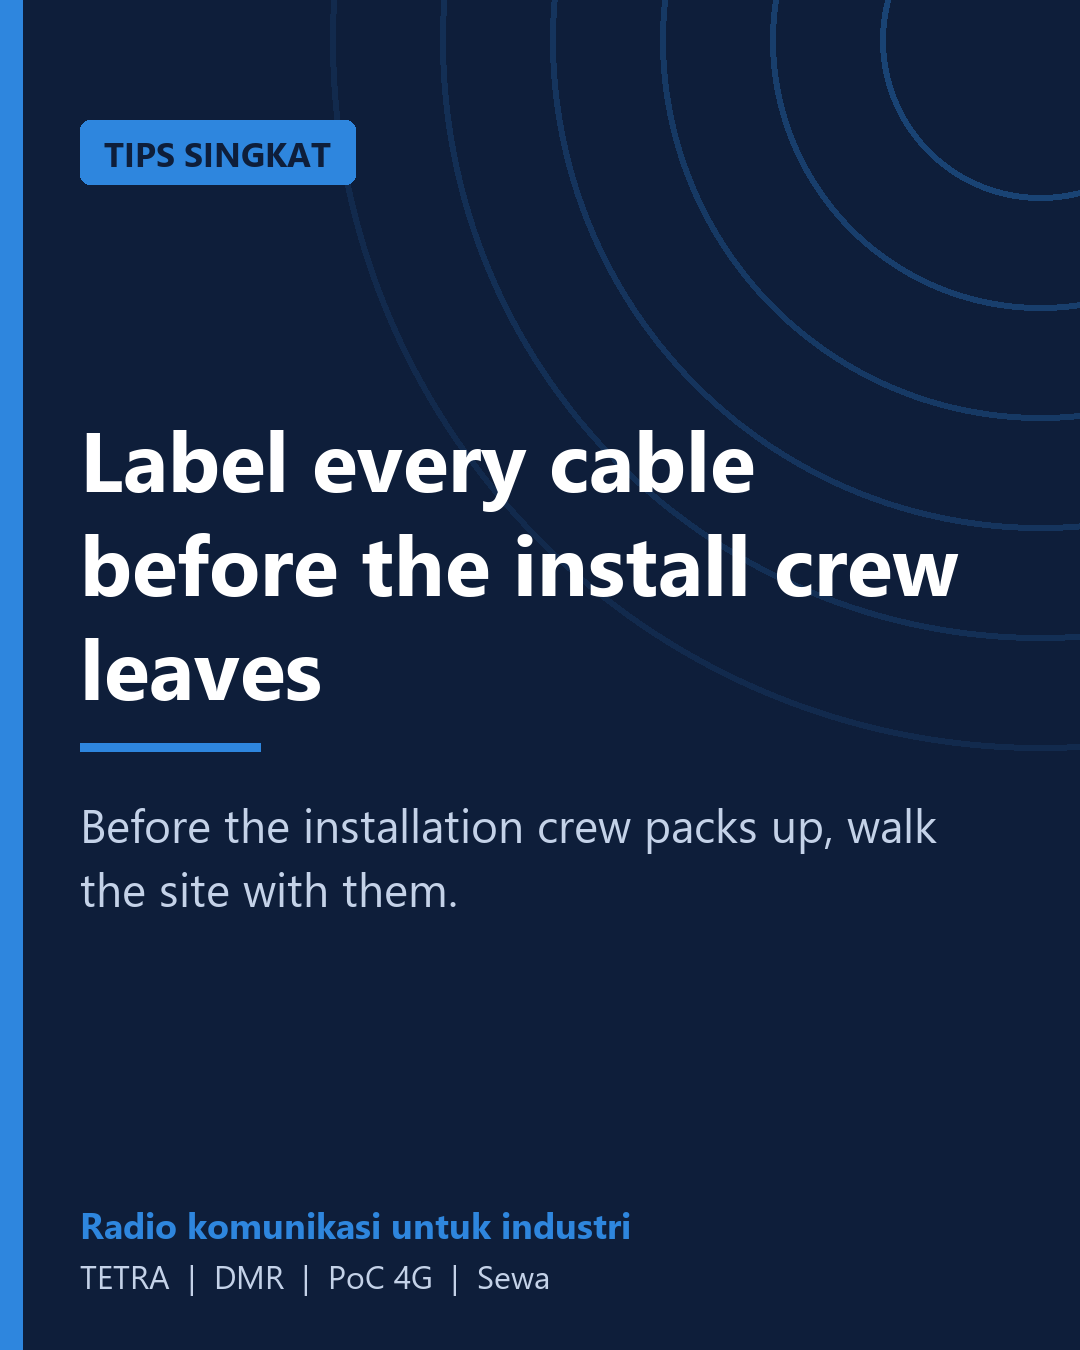 TIPS SINGKAT
Label every cable
before the install crew
leaves
Before the installation crew packs up, walk
the site with them.
Radio komunikasi untuk industri
TETRA | DMR | PoC 4G | Sewa